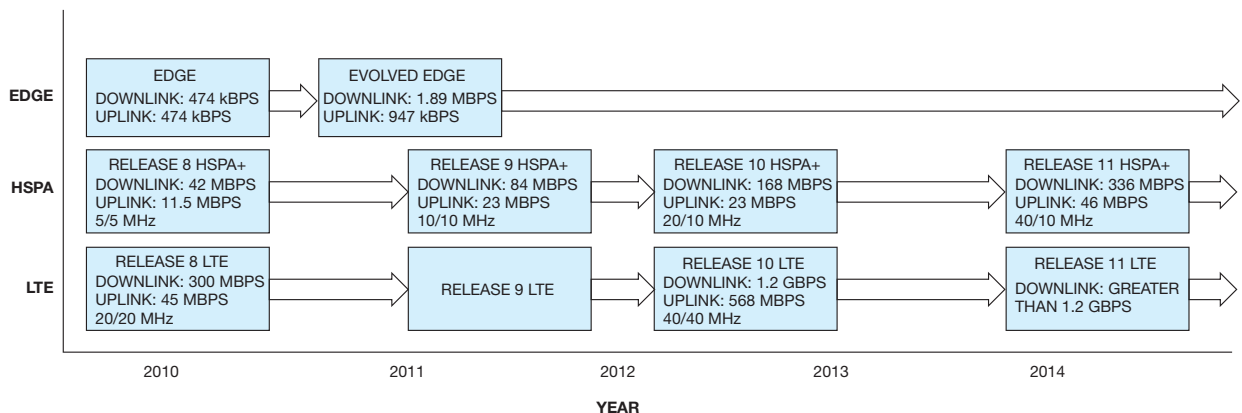 EDGE
EDGE
DOWNLINK: 474 kBPS
UPLINK: 474 kBPS
EVOLVED EDGE
DOWNLINK: 1.89 MBPS
UPLINK: 947 kBPS
HSPA
RELEASE 8 HSPA+
DOWNLINK: 42 MBPS
UPLINK: 11.5 MBPS
5/5 MHz
RELEASE 9 HSPA+
DOWNLINK: 84 MBPS
UPLINK: 23 MBPS
10/10 MHz
RELEASE 10 HSPA+
DOWNLINK: 168 MBPS
UPLINK: 23 MBPS
20/10 MHz
RELEASE 11 HSPA+
DOWNLINK: 336 MBPS
UPLINK: 46 MBPS
40/10 MHz
LTE
RELEASE 8 LTE
DOWNLINK: 300 MBPS
UPLINK: 45 MBPS
20/20 MHz
RELEASE 9 LTE
RELEASE 10 LTE
DOWNLINK: 1.2 GBPS
UPLINK: 568 MBPS
40/40 MHz
RELEASE 11 LTE
DOWNLINK: GREATER
THAN 1.2 GBPS
2010
2011
2012
2013
2014
YEAR